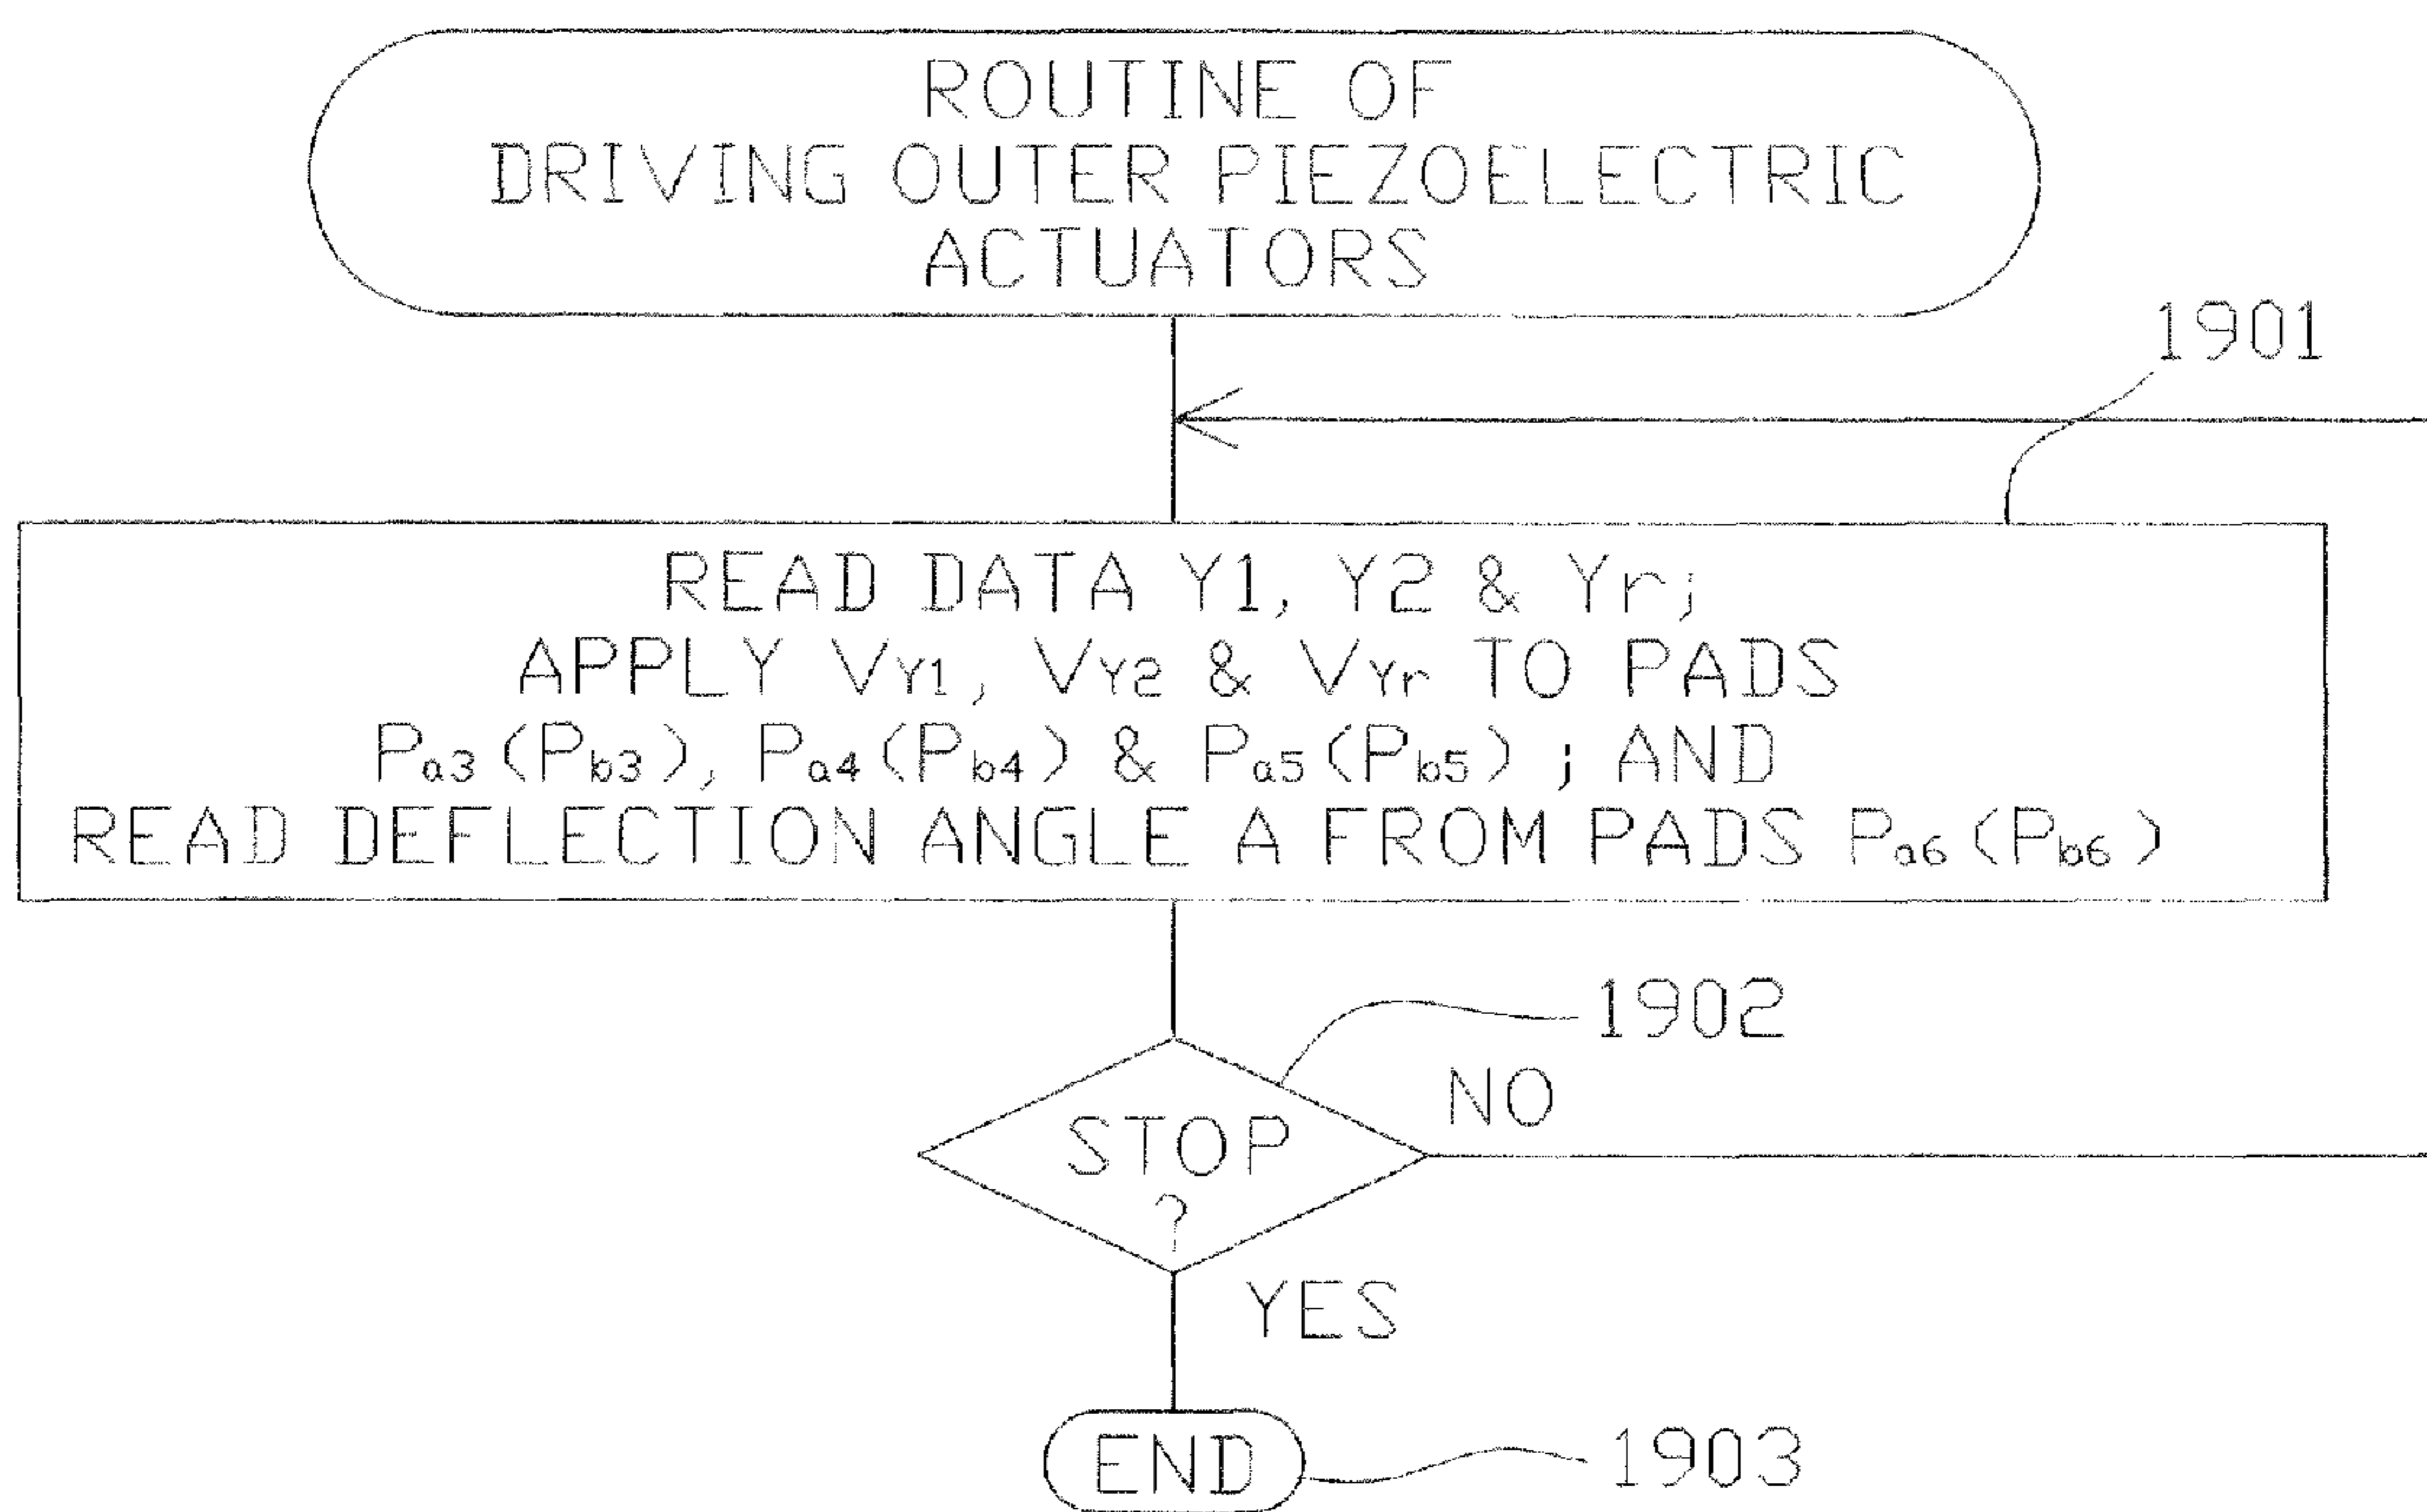 ROUTINE OF
DRIVING OUTER PIEZOELECTRIC
ACTUATORS
1901
READ DATA Y1, Y2 & Yr;
APPLY VY1, VY2 & VYr TO PADS
Pa3(Pb3), Pa4(Pb4) & Pa5(Pb5); AND
READ DEFLECTION ANGLE A FROM PADS Pa6(Pb6)
1902
NO
STOP
?
YES
END
1903